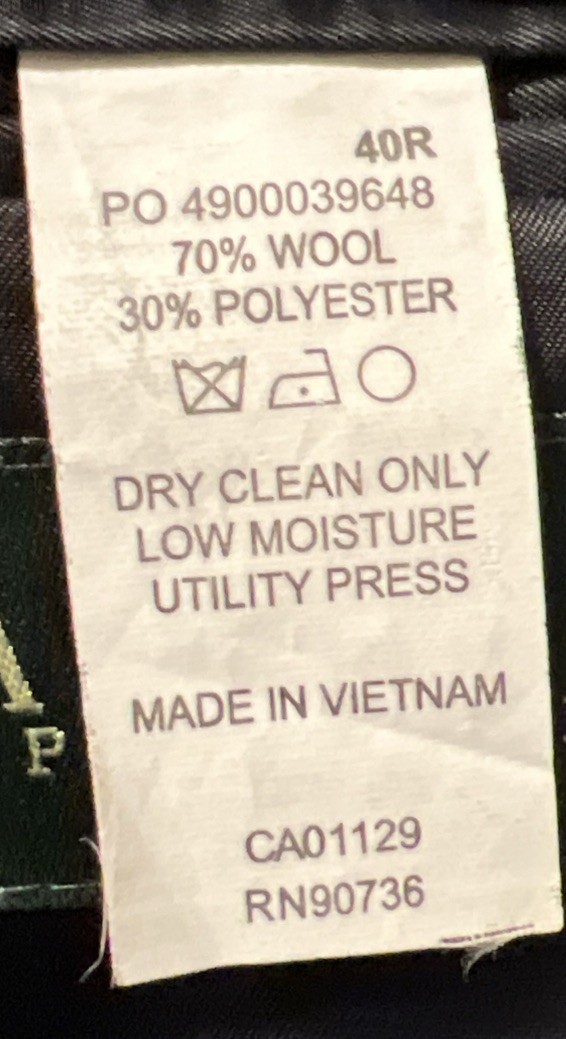 40R
PO 4900039648
70% WOOL
30% POLYESTER
DRY CLEAN ONLY
LOW MOISTURE
UTILITY PRESS
MADE IN VIETNAM
CA01129
RN90736
P